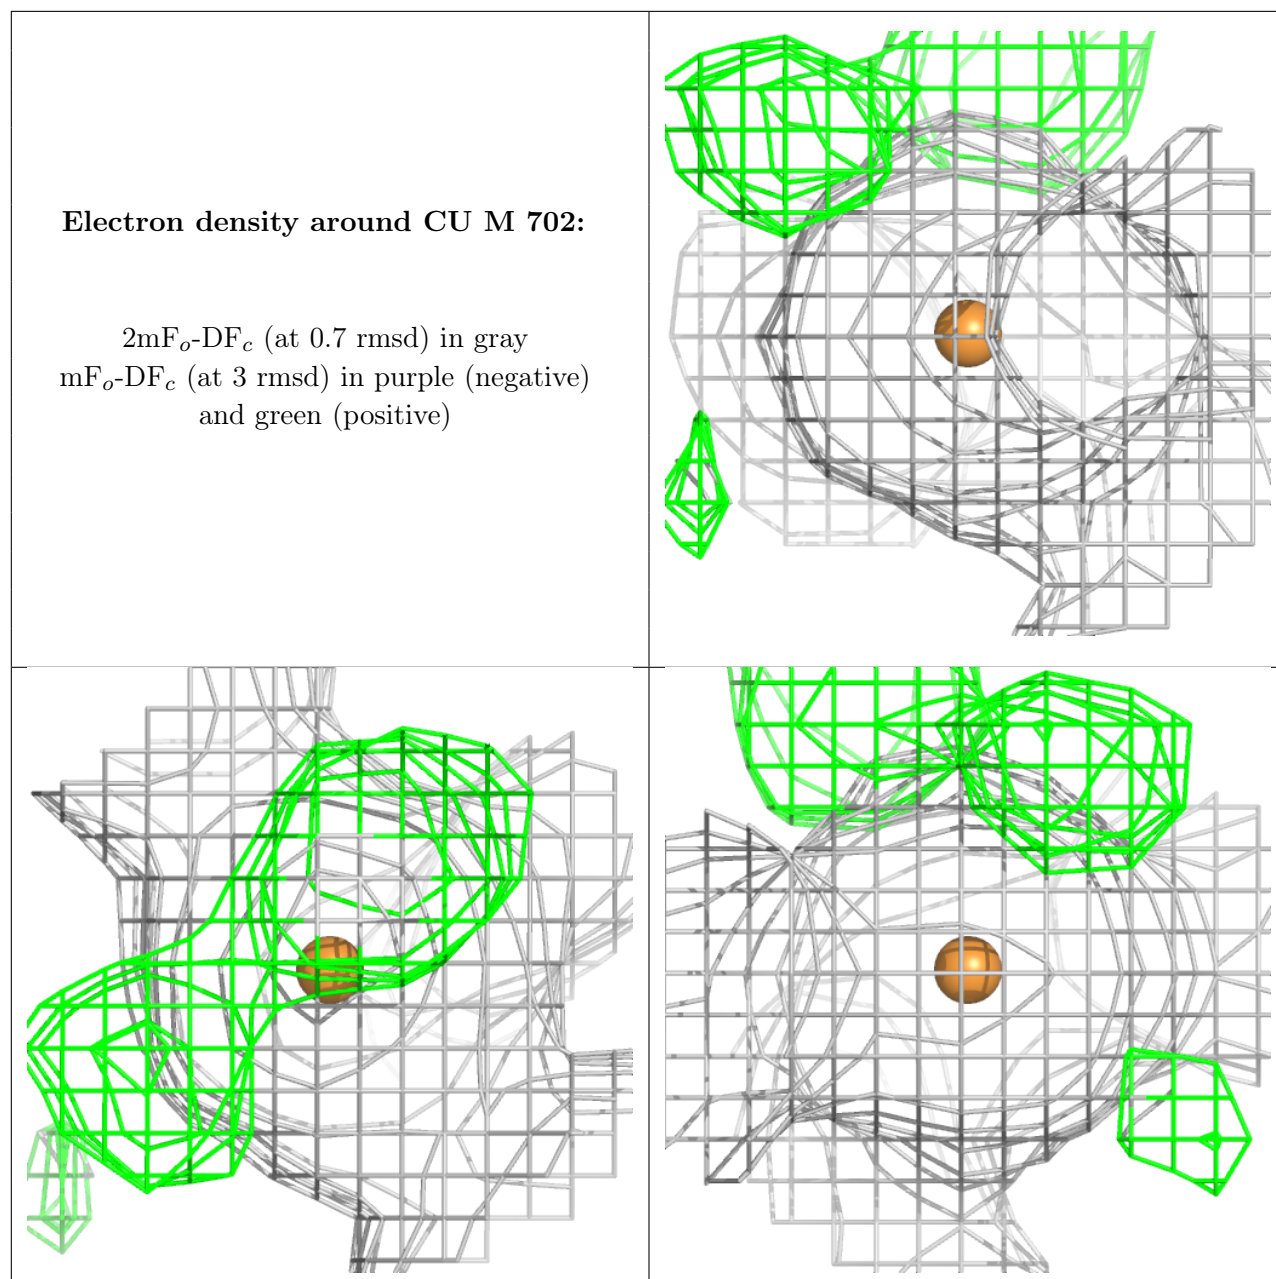 Electron density around CU M 702:
2mFo-DFc (at 0.7 rmsd) in gray
mFo-DFc (at 3 rmsd) in purple (negative)
and green (positive)